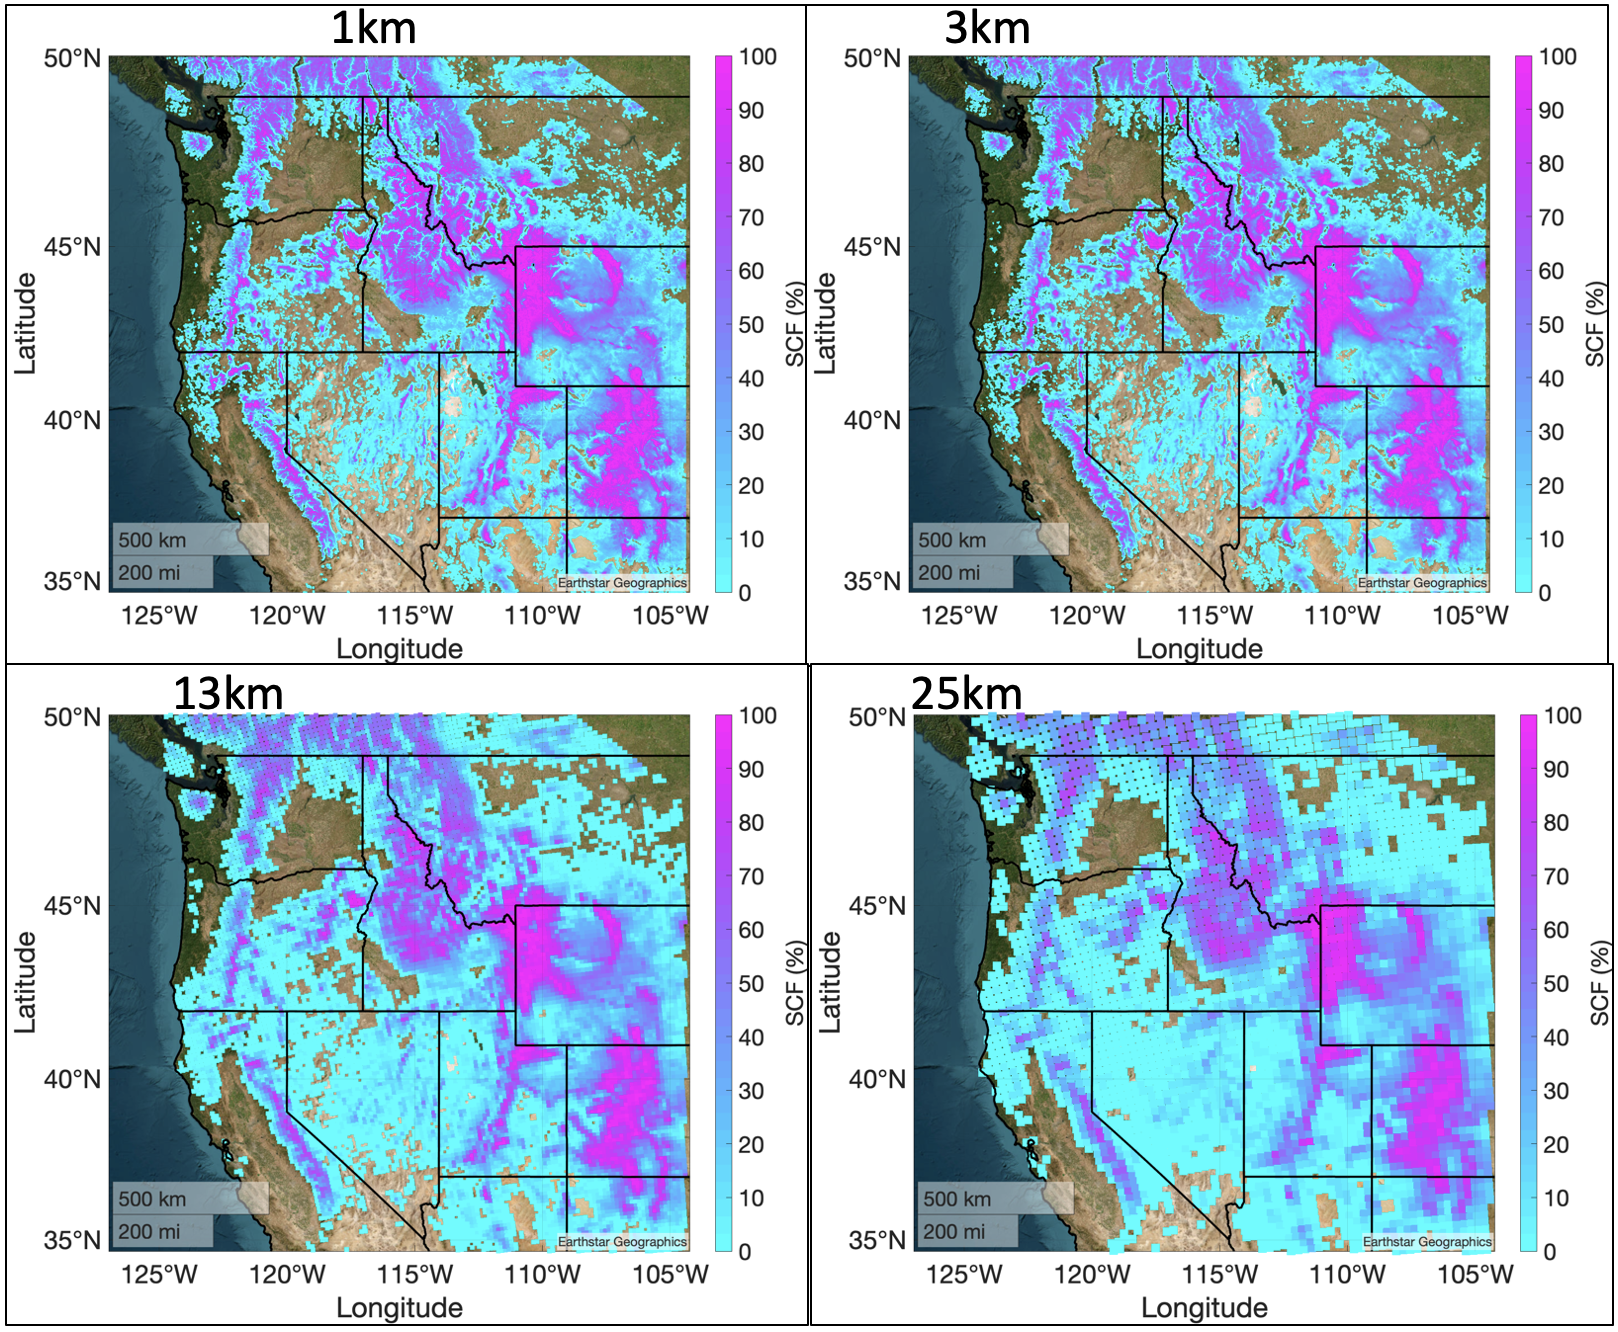 1km
50°N
45°N
40°N
35°N
Latitude
125°W 120°W 115°W 110°W 105°W
Longitude
500 km
200 mi
Earthstar Geographics
100
90
80
70
60
50
40
30
20
10
0
SCF (%)
3km
50°N
45°N
40°N
35°N
Latitude
125°W 120°W 115°W 110°W 105°W
Longitude
500 km
200 mi
Earthstar Geographics
100
90
80
70
60
50
40
30
20
10
0
SCF (%)
13km
50°N
45°N
40°N
35°N
Latitude
125°W 120°W 115°W 110°W 105°W
Longitude
500 km
200 mi
Earthstar Geographics
100
90
80
70
60
50
40
30
20
10
0
SCF (%)
25km
50°N
45°N
40°N
35°N
Latitude
125°W 120°W 115°W 110°W 105°W
Longitude
500 km
200 mi
Earthstar Geographics
100
90
80
70
60
50
40
30
20
10
0
SCF (%)